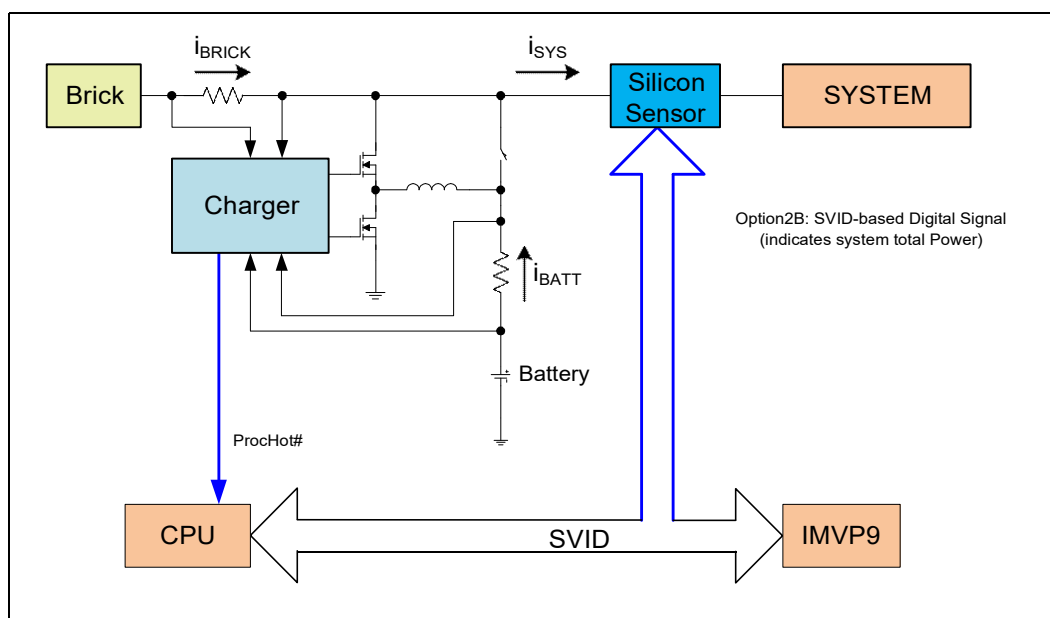 iBRICK
iSYS
Brick
Silicon
Sensor
SYSTEM
Charger
Option2B: SVID-based Digital Signal
(indicates system total Power)
iBATT
Battery
ProcHot#
CPU
SVID
IMVP9